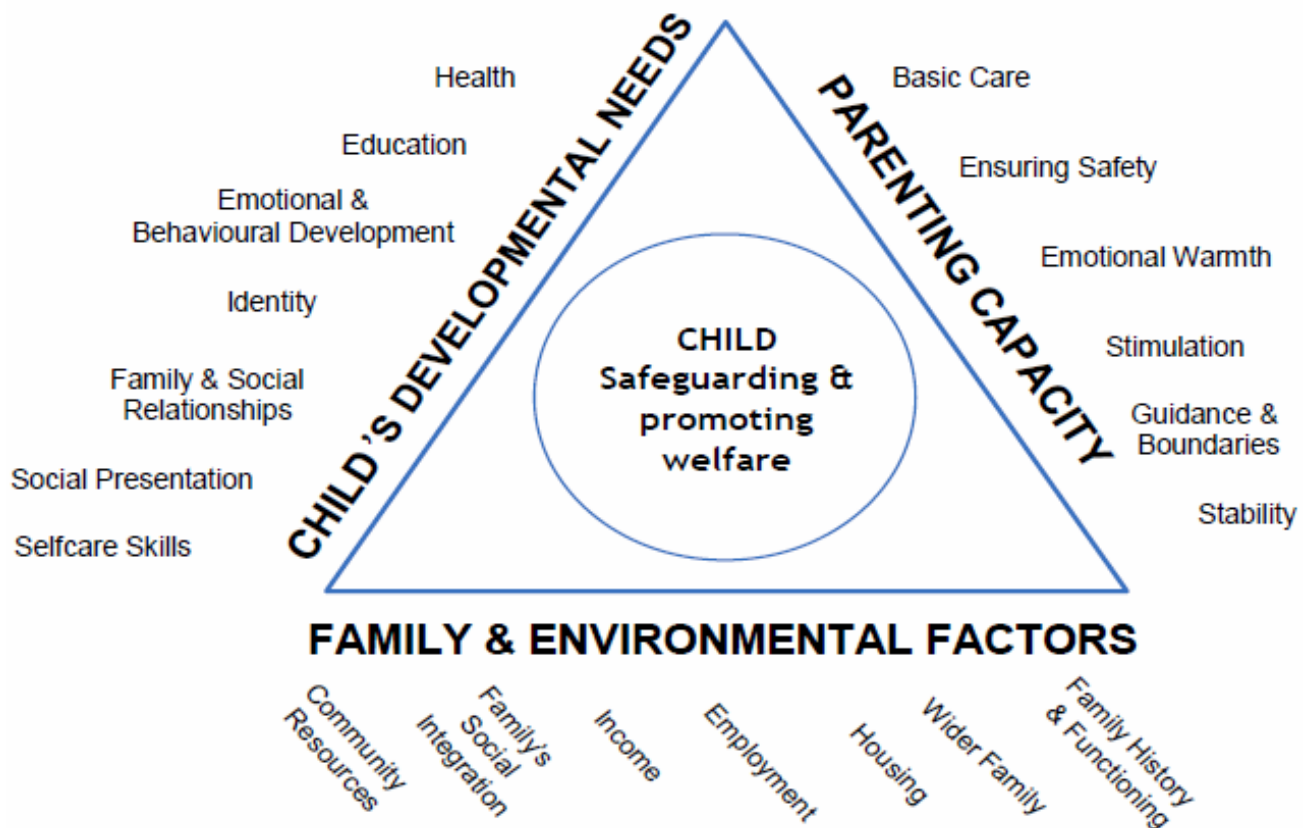 CHILD'S DEVELOPMENTAL NEEDS
Health
Education
Emotional &
Behavioural Development
Identity
Family & Social
Relationships
Social Presentation
Selfcare Skills
PARENTING CAPACITY
Basic Care
Ensuring Safety
Emotional Warmth
Stimulation
Guidance &
Boundaries
Stability
CHILD
Safeguarding &
promoting
welfare
FAMILY & ENVIRONMENTAL FACTORS
Community
Resources
Family's
Social
Integration
Income
Employment
Housing
Wider Family
Family History
& Functioning